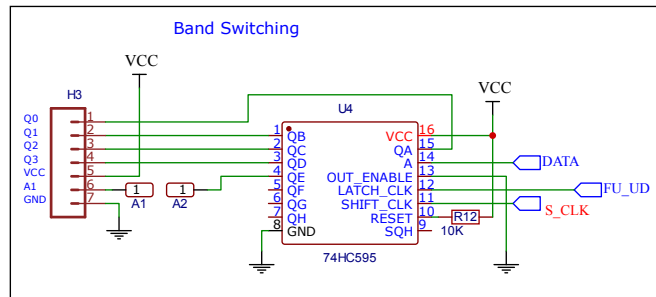 Band Switching
VCC
VCC
H3
U4
Q0 1
Q1 2
Q2 3
Q3 4
VCC 5
A1 6
GND 7
1 A1
1 A2
1 QB
2 QC
3 QD
4 QE
5 QF
6 QG
7 QH
8 GND
VCC 16
QA 15
A 14
OUT_ENABLE 13
LATCH_CLK 12
SHIFT_CLK 11
RESET 10
SQH 9
74HC595
R12
10K
DATA
FU_UD
S_CLK